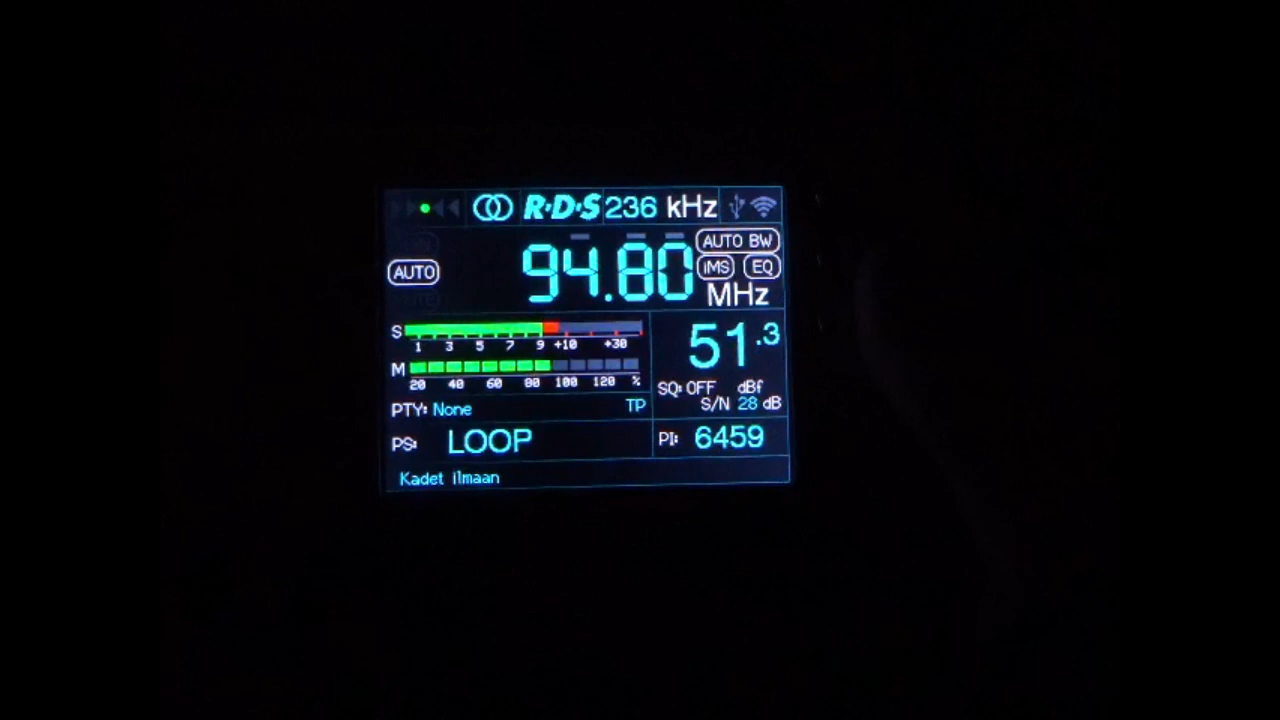 R·D·S 236 kHz
94.80 AUTO BW
AUTO iMS EQ
MHz
S 1 3 5 7 9 +10 +30
51.3
M 20 40 60 80 100 120 %
SQ: OFF dBf
S/N 28 dB
PTY: None TP
PS: LOOP PI: 6459
Kadet ilmaan